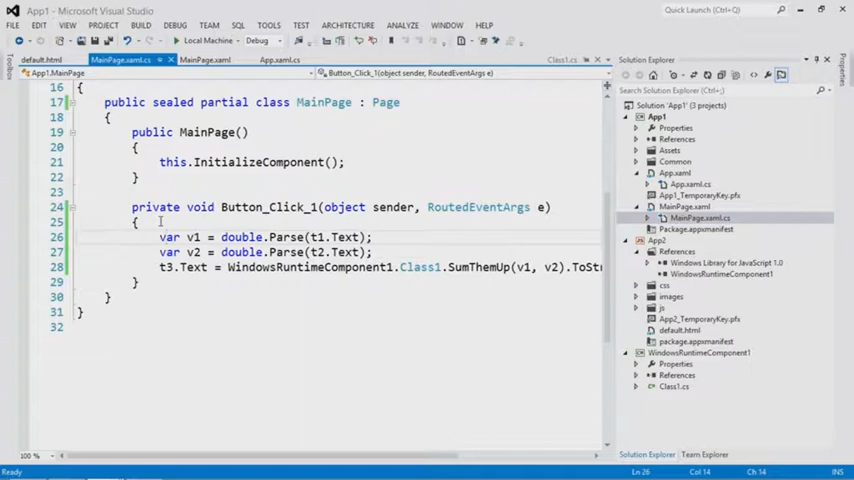 App1 - Microsoft Visual Studio
Quick Launch (Ctrl+Q)
FILE EDIT VIEW PROJECT BUILD DEBUG TEAM SQL TOOLS TEST ARCHITECTURE ANALYZE WINDOW HELP
Local Machine Debug
default.html MainPage.xaml.cs MainPage.xaml App.xaml.cs Class1.cs
App1.MainPage Button_Click_1(object sender, RoutedEventArgs e)
16 {
17 public sealed partial class MainPage : Page
18 {
19 public MainPage()
20 {
21 this.InitializeComponent();
22 }
23
24 private void Button_Click_1(object sender, RoutedEventArgs e)
25 {
26 var v1 = double.Parse(t1.Text);
27 var v2 = double.Parse(t2.Text);
28 t3.Text = WindowsRuntimeComponent1.Class1.SumThemUp(v1, v2).ToStr
29 }
30 }
31 }
32
100 %
Toolbox
Solution Explorer
Search Solution Explorer (Ctrl+;)
Solution 'App1' (3 projects)
App1
Properties
References
Assets
Common
App.xaml
App.xaml.cs
App1_TemporaryKey.pfx
MainPage.xaml
MainPage.xaml.cs
Package.appxmanifest
App2
References
Windows Library for JavaScript 1.0
WindowsRuntimeComponent1
css
images
js
App2_TemporaryKey.pfx
default.html
package.appxmanifest
WindowsRuntimeComponent1
Properties
References
Class1.cs
Solution Explorer Team Explorer
Properties
Ready Ln 26 Col 14 Ch 14 INS